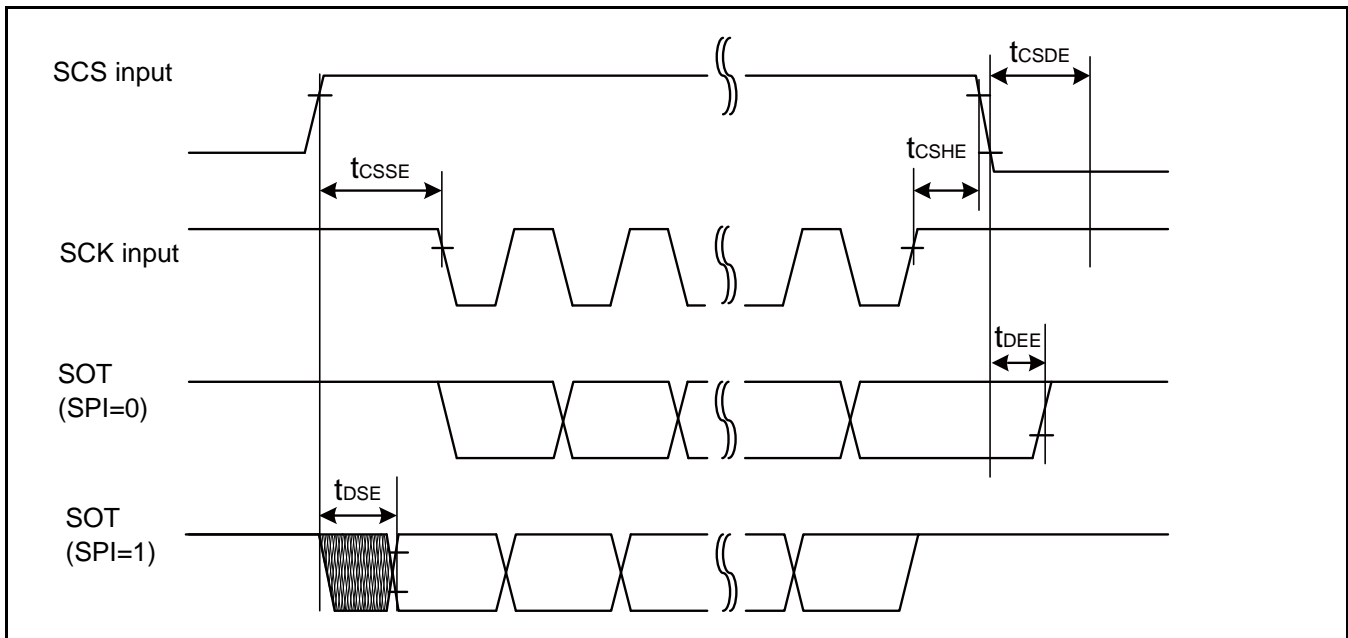 SCS input
tCSDE
tCSHE
tCSSE
SCK input
tDEE
SOT
(SPI=0)
tDSE
SOT
(SPI=1)